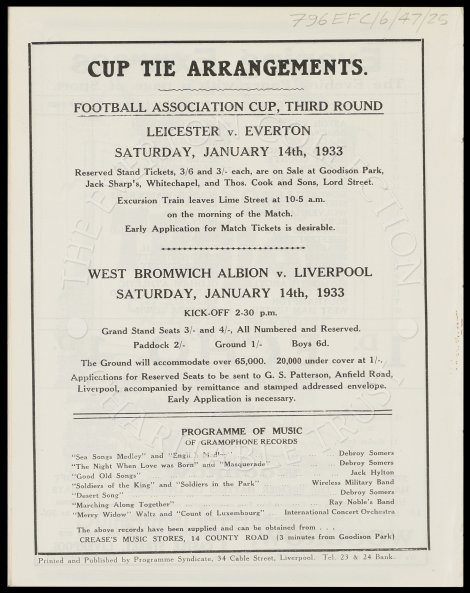 796EFC/6/47/25
CUP TIE ARRANGEMENTS.
FOOTBALL ASSOCIATION CUP, THIRD ROUND
LEICESTER v. EVERTON
SATURDAY, JANUARY 14th, 1933
Reserved Stand Tickets, 3/6 and 3/- each, are on Sale at Goodison Park,
Jack Sharp's, Whitechapel, and Thos. Cook and Sons, Lord Street.
Excursion Train leaves Lime Street at 10-5 a.m.
on the morning of the Match.
Early Application for Match Tickets is desirable.
WEST BROMWICH ALBION v. LIVERPOOL
SATURDAY, JANUARY 14th, 1933
KICK-OFF 2-30 p.m.
Grand Stand Seats 3/- and 4/-, All Numbered and Reserved.
Paddock 2/- Ground 1/- Boys 6d.
The Ground will accommodate over 65,000. 20,000 under cover at 1/-.
Applications for Reserved Seats to be sent to G. S. Patterson, Anfield Road,
Liverpool, accompanied by remittance and stamped addressed envelope.
Early Application is necessary.
PROGRAMME OF MUSIC
OF GRAMOPHONE RECORDS
"Sea Songs Medley" and "English Medley" Debroy Somers
"The Night When Love was Born" and "Masquerade" Debroy Somers
"Good Old Songs" Jack Hylton
"Soldiers of the King" and "Soldiers in the Park" Wireless Military Band
"Desert Song" Debroy Somers
"Marching Along Together" Ray Noble's Band
"Merry Widow" Waltz and "Count of Luxembourg" International Concert Orchestra
The above records have been supplied and can be obtained from . . .
CREASE'S MUSIC STORES, 14 COUNTY ROAD (3 minutes from Goodison Park)
Printed and Published by Programme Syndicate, 34 Cable Street, Liverpool. Tel. 23 & 24 Bank.
THE EVERTON COLLECTION
CHARITABLE TRUST